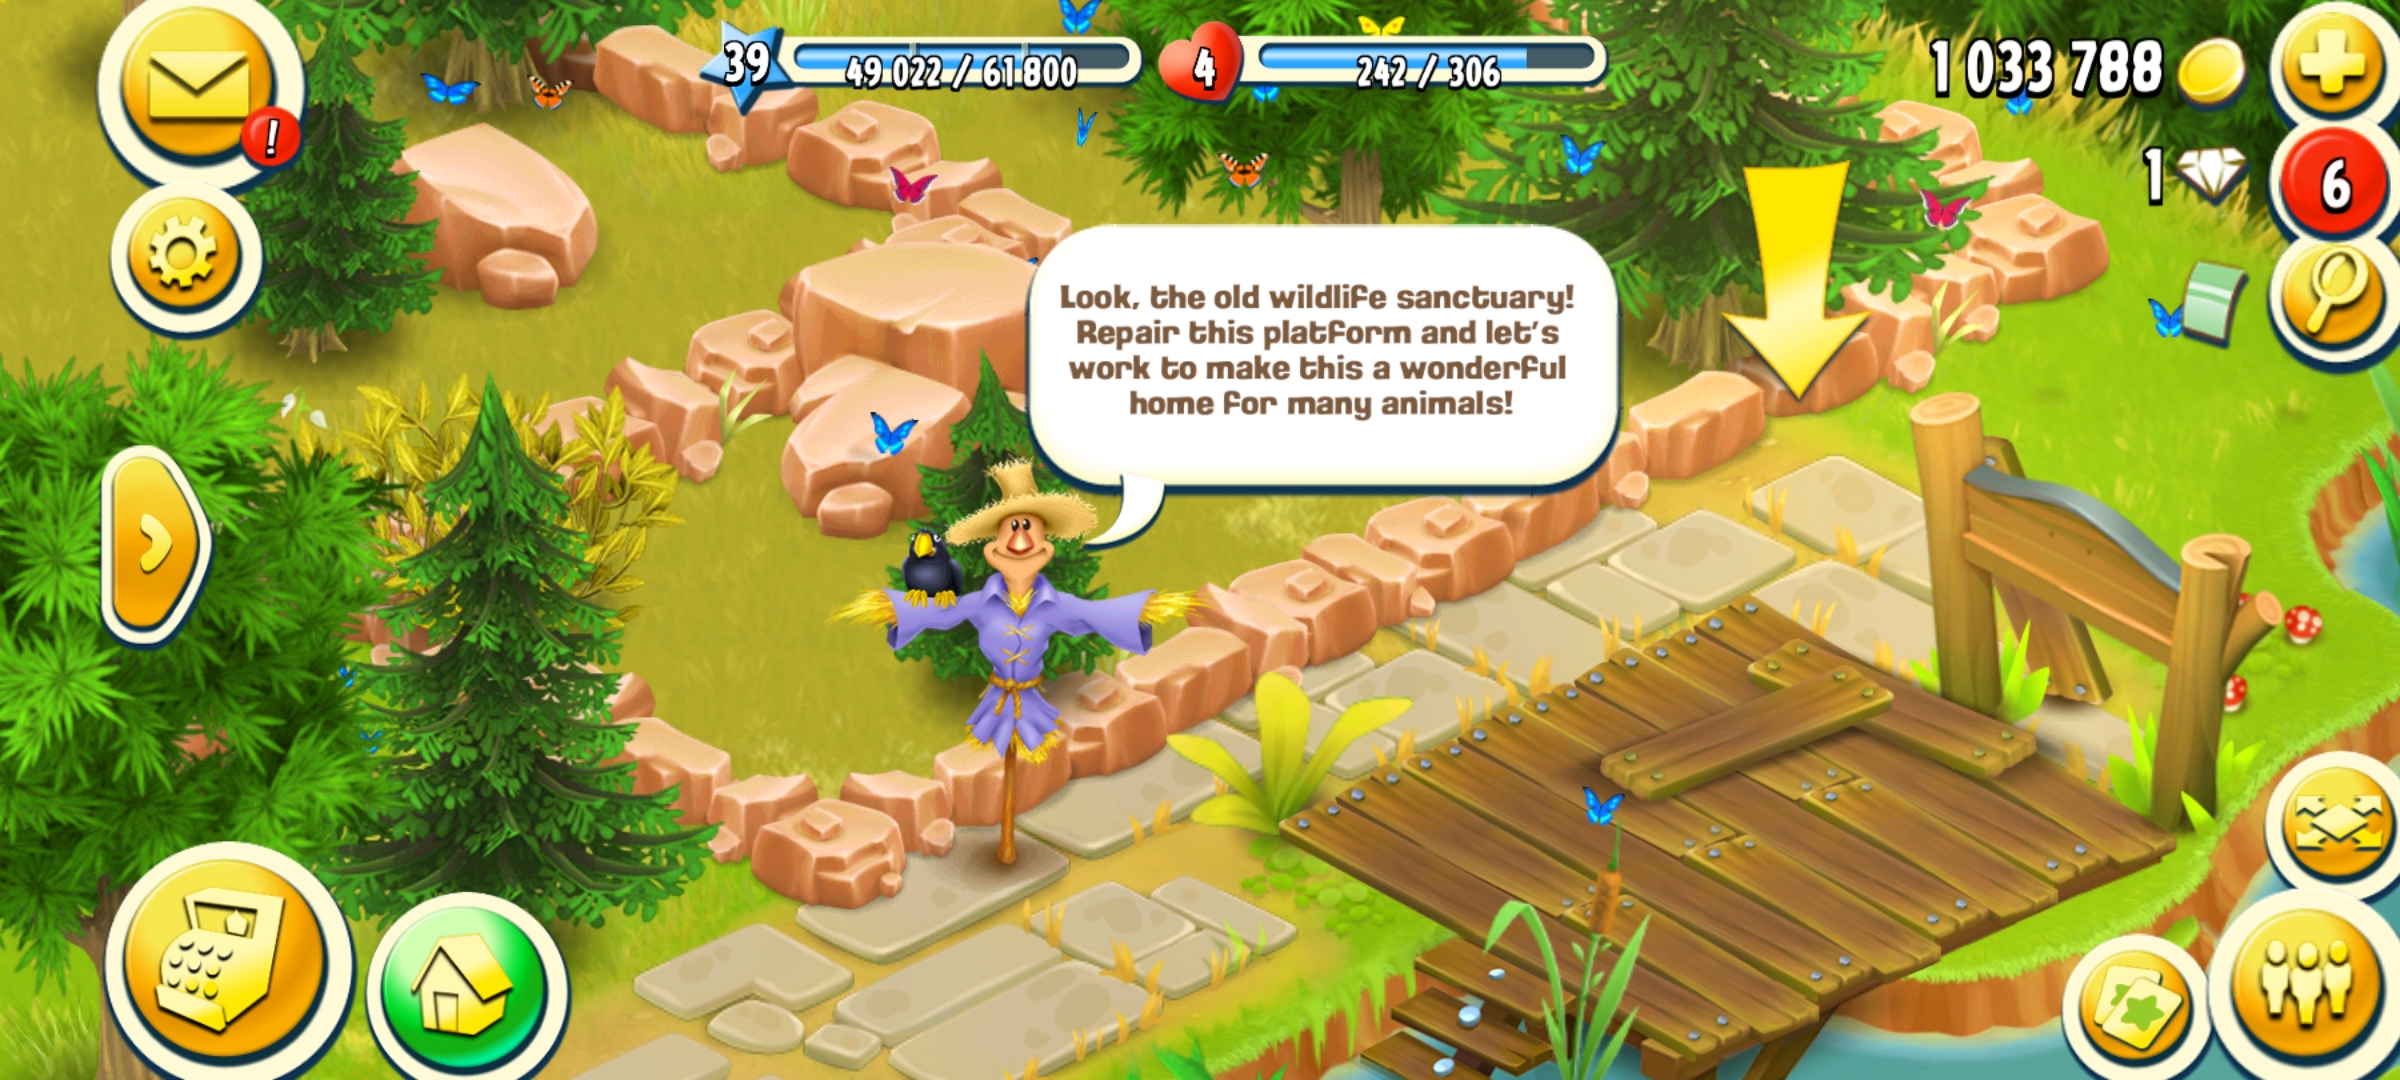 39
49 022 / 61 800
4
242 / 306
1 033 788
!
1
6
Look, the old wildlife sanctuary!
Repair this platform and let's
work to make this a wonderful
home for many animals!